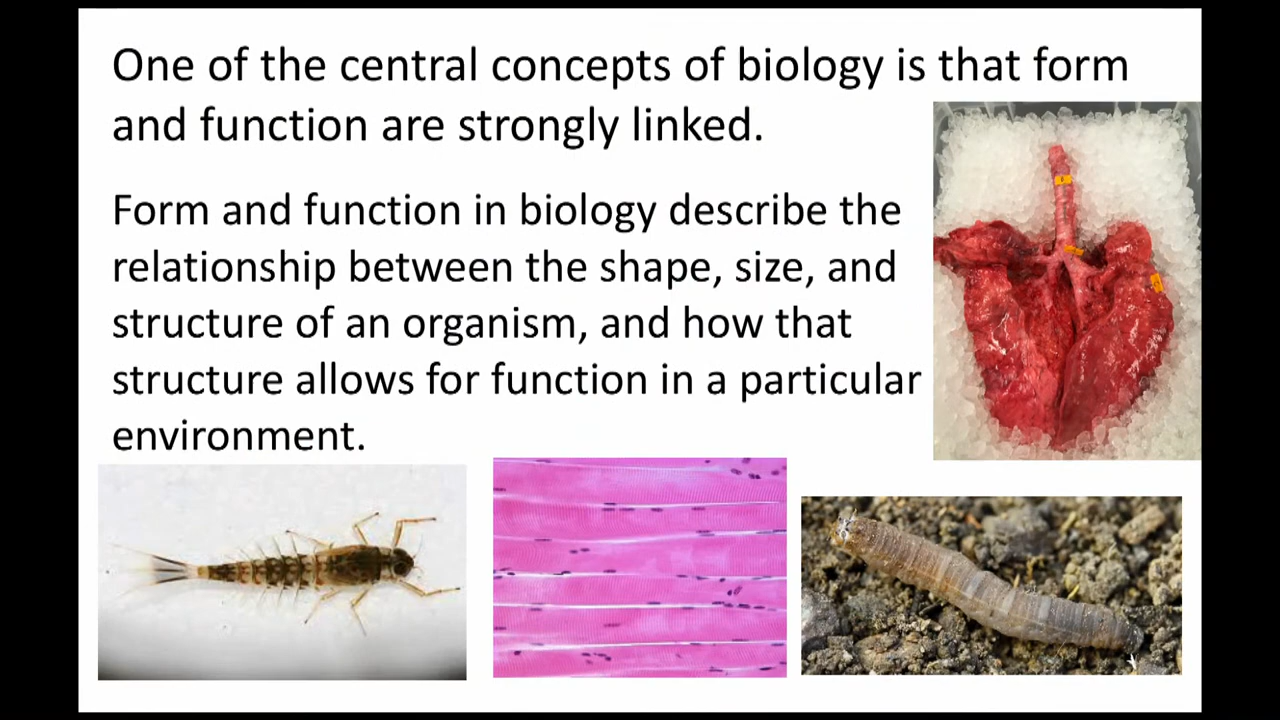 One of the central concepts of biology is that form
and function are strongly linked.
Form and function in biology describe the
relationship between the shape, size, and
structure of an organism, and how that
structure allows for function in a particular
environment.